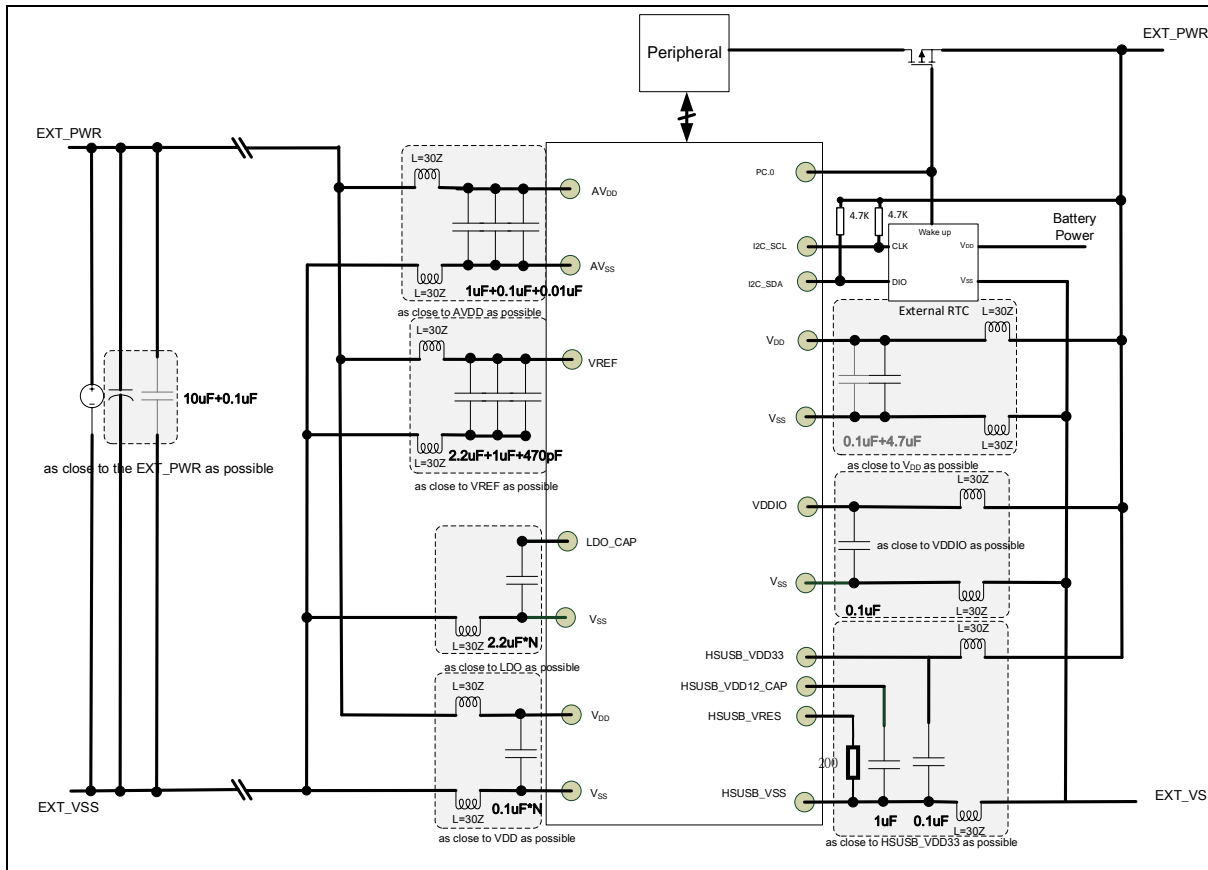 EXT_PWR
Peripheral
EXT_PWR
L=30Z
AVDD
AVSS
L=30Z
1uF+0.1uF+0.01uF
as close to AVDD as possible
L=30Z
VREF
L=30Z
2.2uF+1uF+470pF
as close to VREF as possible
10uF+0.1uF
as close to the EXT_PWR as possible
LDO_CAP
VSS
L=30Z
2.2uF*N
as close to LDO as possible
L=30Z
VDD
VSS
L=30Z
0.1uF*N
as close to VDD as possible
EXT_VSS
PC.0
4.7K
4.7K
Wake up
Battery
Power
I2C_SCL
CLK
VDD
I2C_SDA
DIO
VSS
External RTC
L=30Z
VDD
VSS
L=30Z
0.1uF+4.7uF
as close to VDD as possible
L=30Z
VDDIO
as close to VDDIO as possible
VSS
0.1uF
L=30Z
L=30Z
HSUSB_VDD33
HSUSB_VDD12_CAP
HSUSB_VRES
200
HSUSB_VSS
1uF
0.1uF
L=30Z
as close to HSUSB_VDD33 as possible
EXT_VS